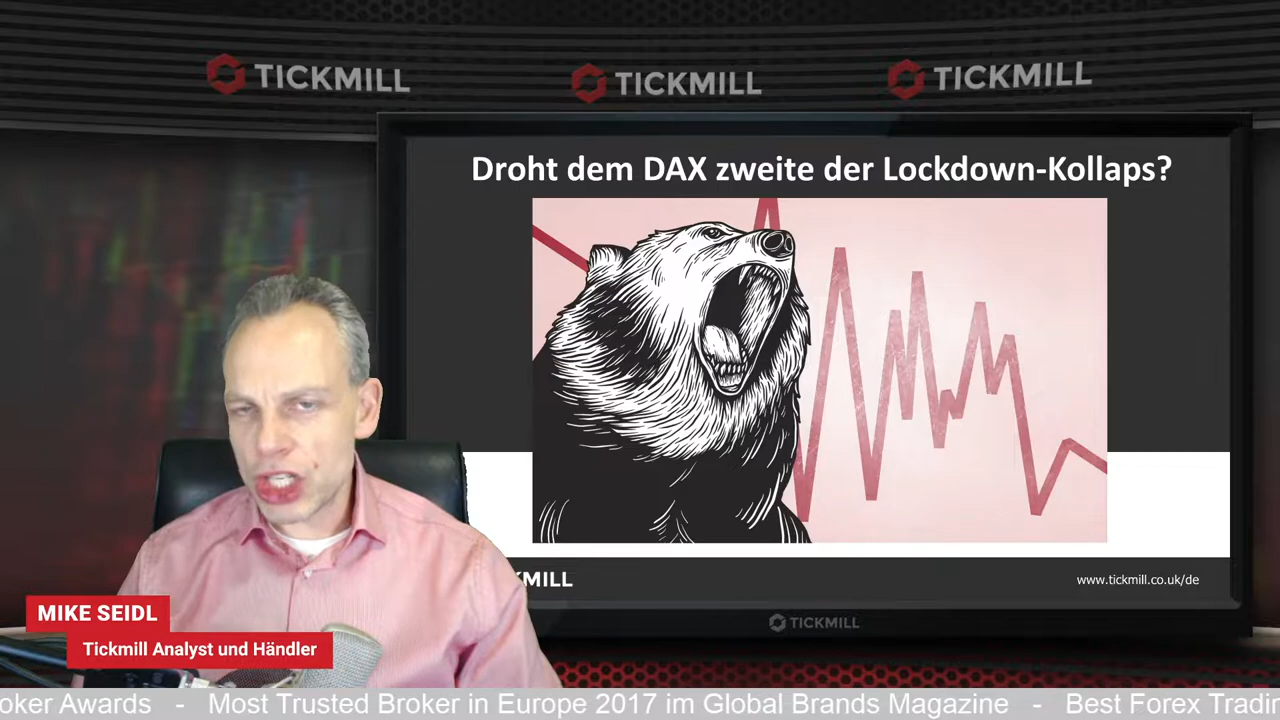 TICKMILL
TICKMILL
TICKMILL
Droht dem DAX zweite der Lockdown-Kollaps?
KMILL
www.tickmill.co.uk/de
TICKMILL
MIKE SEIDL
Tickmill Analyst und Händler
oker Awards - Most Trusted Broker in Europe 2017 im Global Brands Magazine - Best Forex Tradin